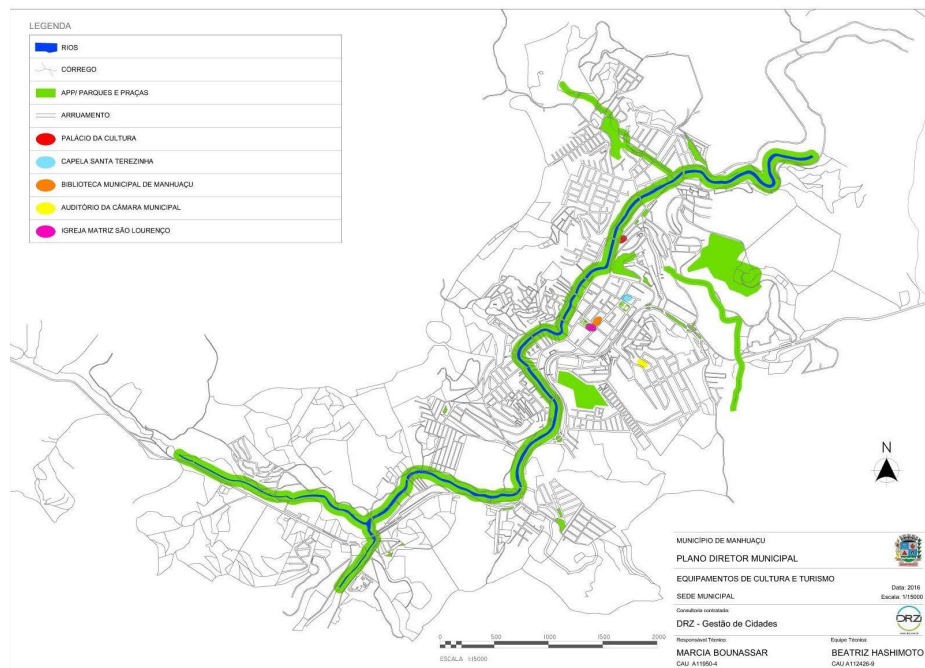 LEGENDA
RIOS
CÓRREGO
APP/ PARQUES E PRAÇAS
ARRUAMENTO
PALÁCIO DA CULTURA
CAPELA SANTA TEREZINHA
BIBLIOTECA MUNICIPAL DE MANHUAÇU
AUDITÓRIO DA CÂMARA MUNICIPAL
IGREJA MATRIZ SÃO LOURENÇO
N
MUNICÍPIO DE MANHUAÇU
PLANO DIRETOR MUNICIPAL
EQUIPAMENTOS DE CULTURA E TURISMO
Data: 2016
SEDE MUNICIPAL
Escala: 1/15000
Consultoria contratada:
DRZ - Gestão de Cidades
DRZ
Responsável Técnico:
Equipe Técnica:
MARCIA BOUNASSAR
BEATRIZ HASHIMOTO
CAU A11950-4
CAU A112426-9
0 500 1000 1500 2000
ESCALA 1:15000